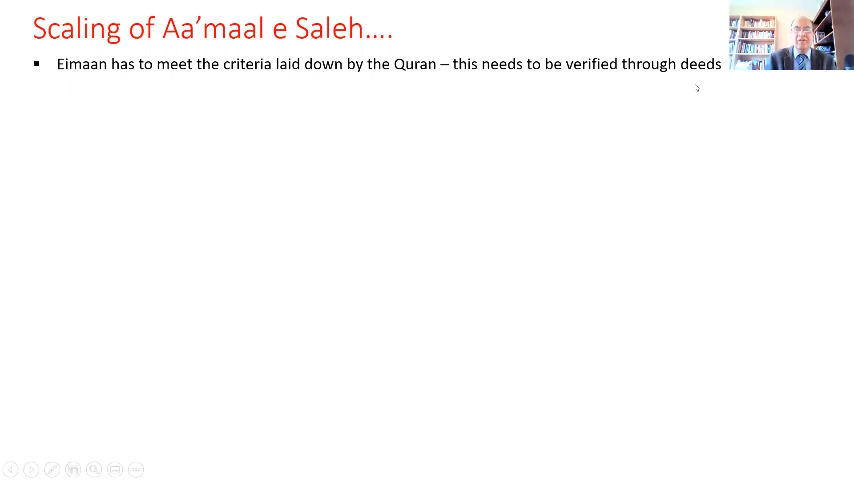 Scaling of Aa’maal e Saleh....
▪ Eimaan has to meet the criteria laid down by the Quran – this needs to be verified through deeds